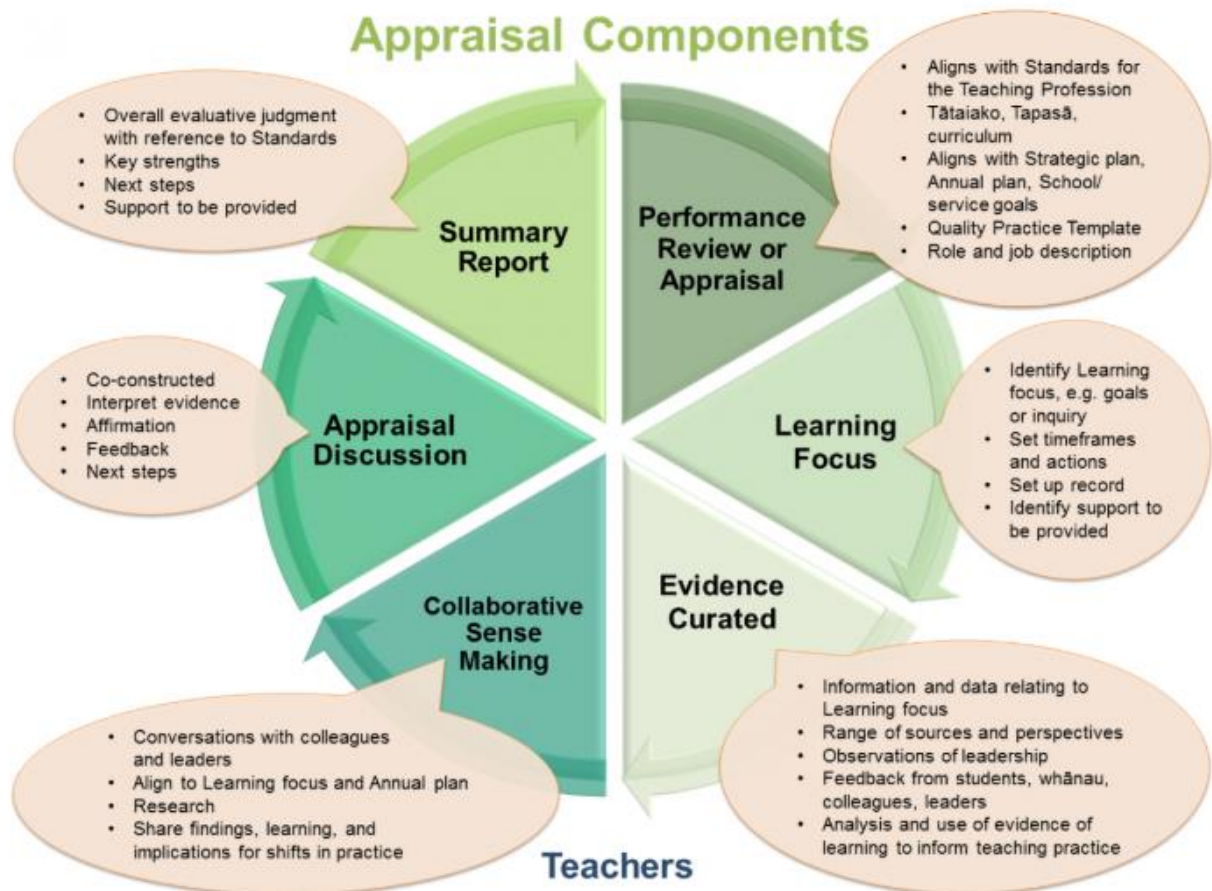 Appraisal Components
• Overall evaluative judgment
with reference to Standards
• Key strengths
• Next steps
• Support to be provided
Summary
Report
Performance
Review or
Appraisal
• Aligns with Standards for
the Teaching Profession
• Tātaiako, Tapasā,
curriculum
• Aligns with Strategic plan,
Annual plan, School/
service goals
• Quality Practice Template
• Role and job description
• Co-constructed
• Interpret evidence
• Affirmation
• Feedback
• Next steps
Appraisal
Discussion
Learning
Focus
• Identify Learning
focus, e.g. goals
or inquiry
• Set timeframes
and actions
• Set up record
• Identify support to
be provided
Collaborative
Sense
Making
Evidence
Curated
• Conversations with colleagues
and leaders
• Align to Learning focus and Annual plan
• Research
• Share findings, learning, and
implications for shifts in practice
• Information and data relating to
Learning focus
• Range of sources and perspectives
• Observations of leadership
• Feedback from students, whānau,
colleagues, leaders
• Analysis and use of evidence of
learning to inform teaching practice
Teachers